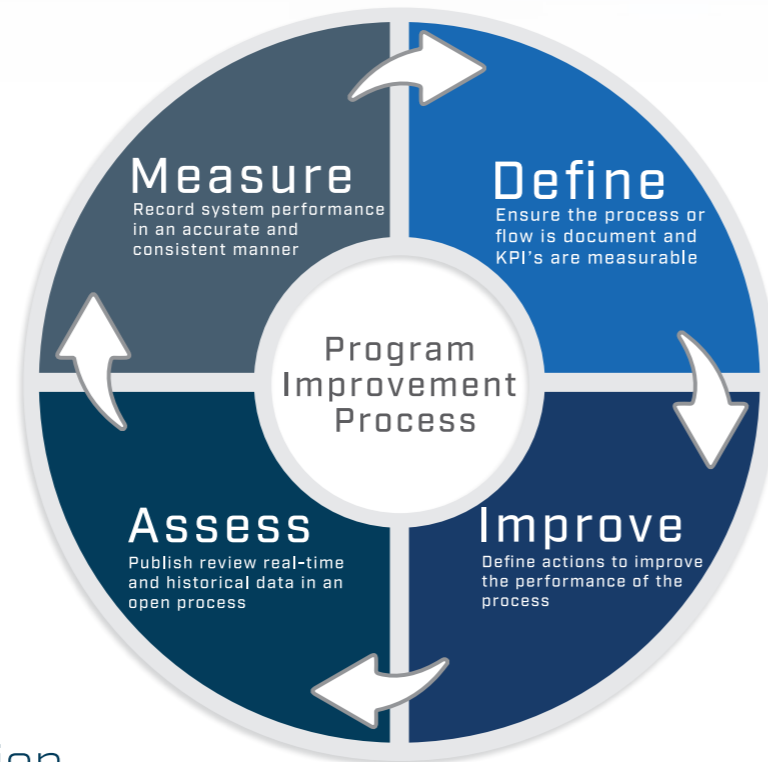 Measure
Record system performance
in an accurate and
consistent manner
Define
Ensure the process or
flow is document and
KPI's are measurable
Program
Improvement
Process
Assess
Publish review real-time
and historical data in an
open process
Improve
Define actions to improve
the performance of the
process